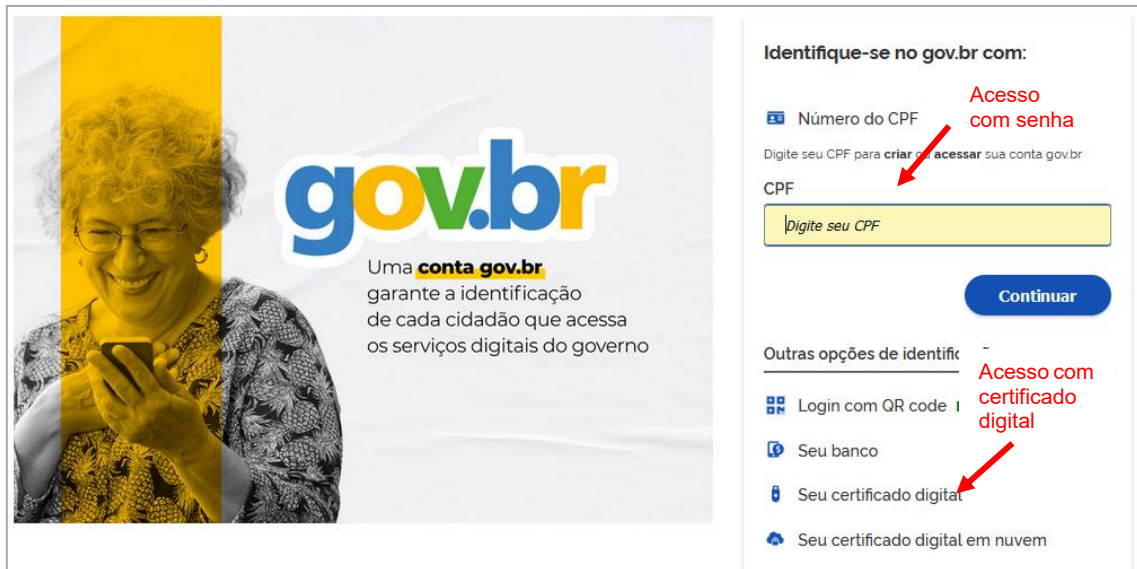 gov.br
Uma conta gov.br
garante a identificação
de cada cidadão que acessa
os serviços digitais do governo
Identifique-se no gov.br com:
Número do CPF
Acesso
com senha
Digite seu CPF para criar ou acessar sua conta gov.br
CPF
Digite seu CPF
Continuar
Outras opções de
Acesso com
certificado
digital
Login com QR code
Seu banco
Seu certificado digital
Seu certificado digital em nuvem